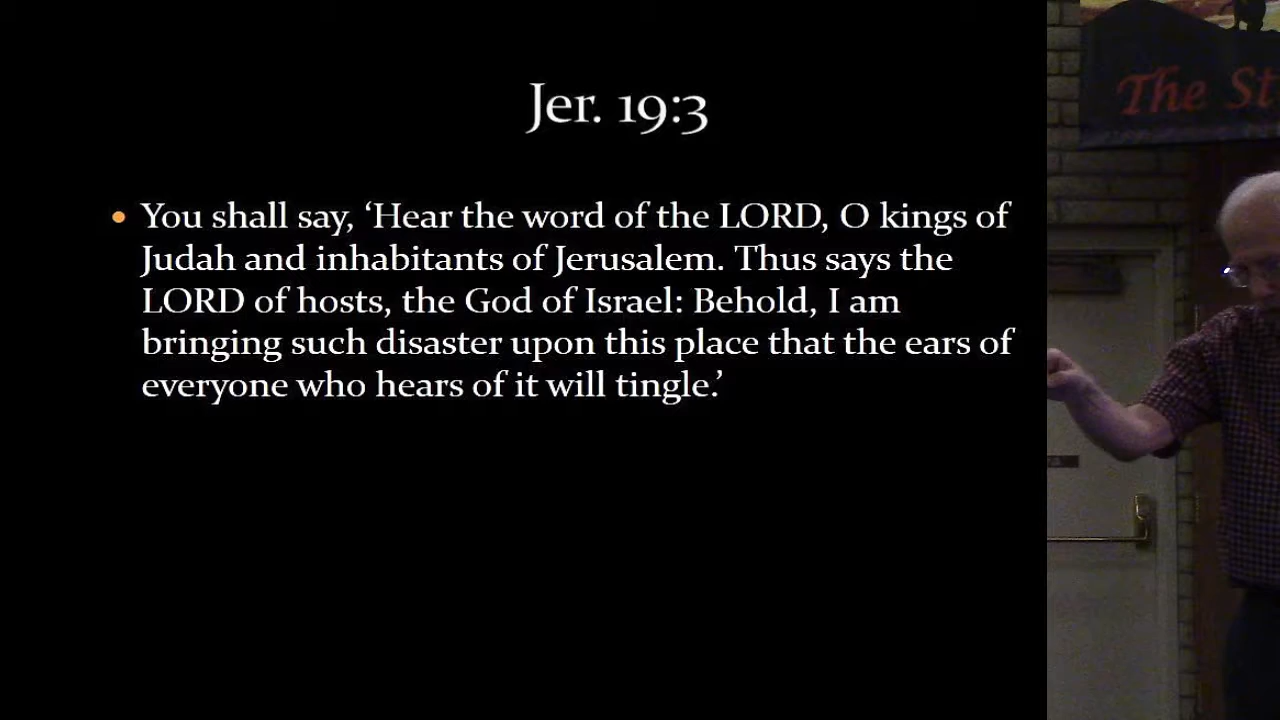 Jer. 19:3
• You shall say, ‘Hear the word of the LORD, O kings of
Judah and inhabitants of Jerusalem. Thus says the
LORD of hosts, the God of Israel: Behold, I am
bringing such disaster upon this place that the ears of
everyone who hears of it will tingle.’
The St